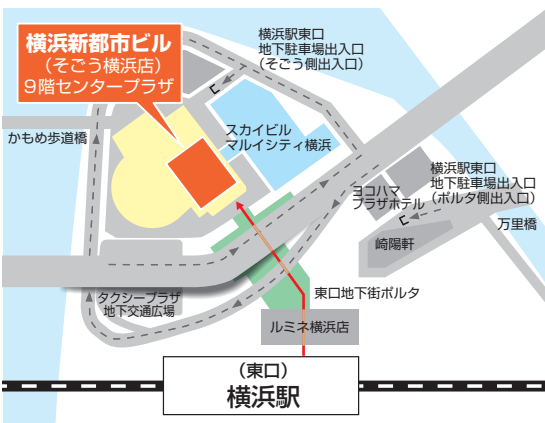 横浜新都市ビル
(そごう横浜店)
9階センタープラザ
横浜駅東口
地下駐車場出入口
(そごう側出入口)
かもめ歩道橋
スカイビル
マルイシティ横浜
横浜駅東口
地下駐車場出入口
(ポルタ側出入口)
ヨコハマ
プラザホテル
万里橋
崎陽軒
タクシープラザ
地下交通広場
東口地下街ポルタ
ルミネ横浜店
(東口)
横浜駅